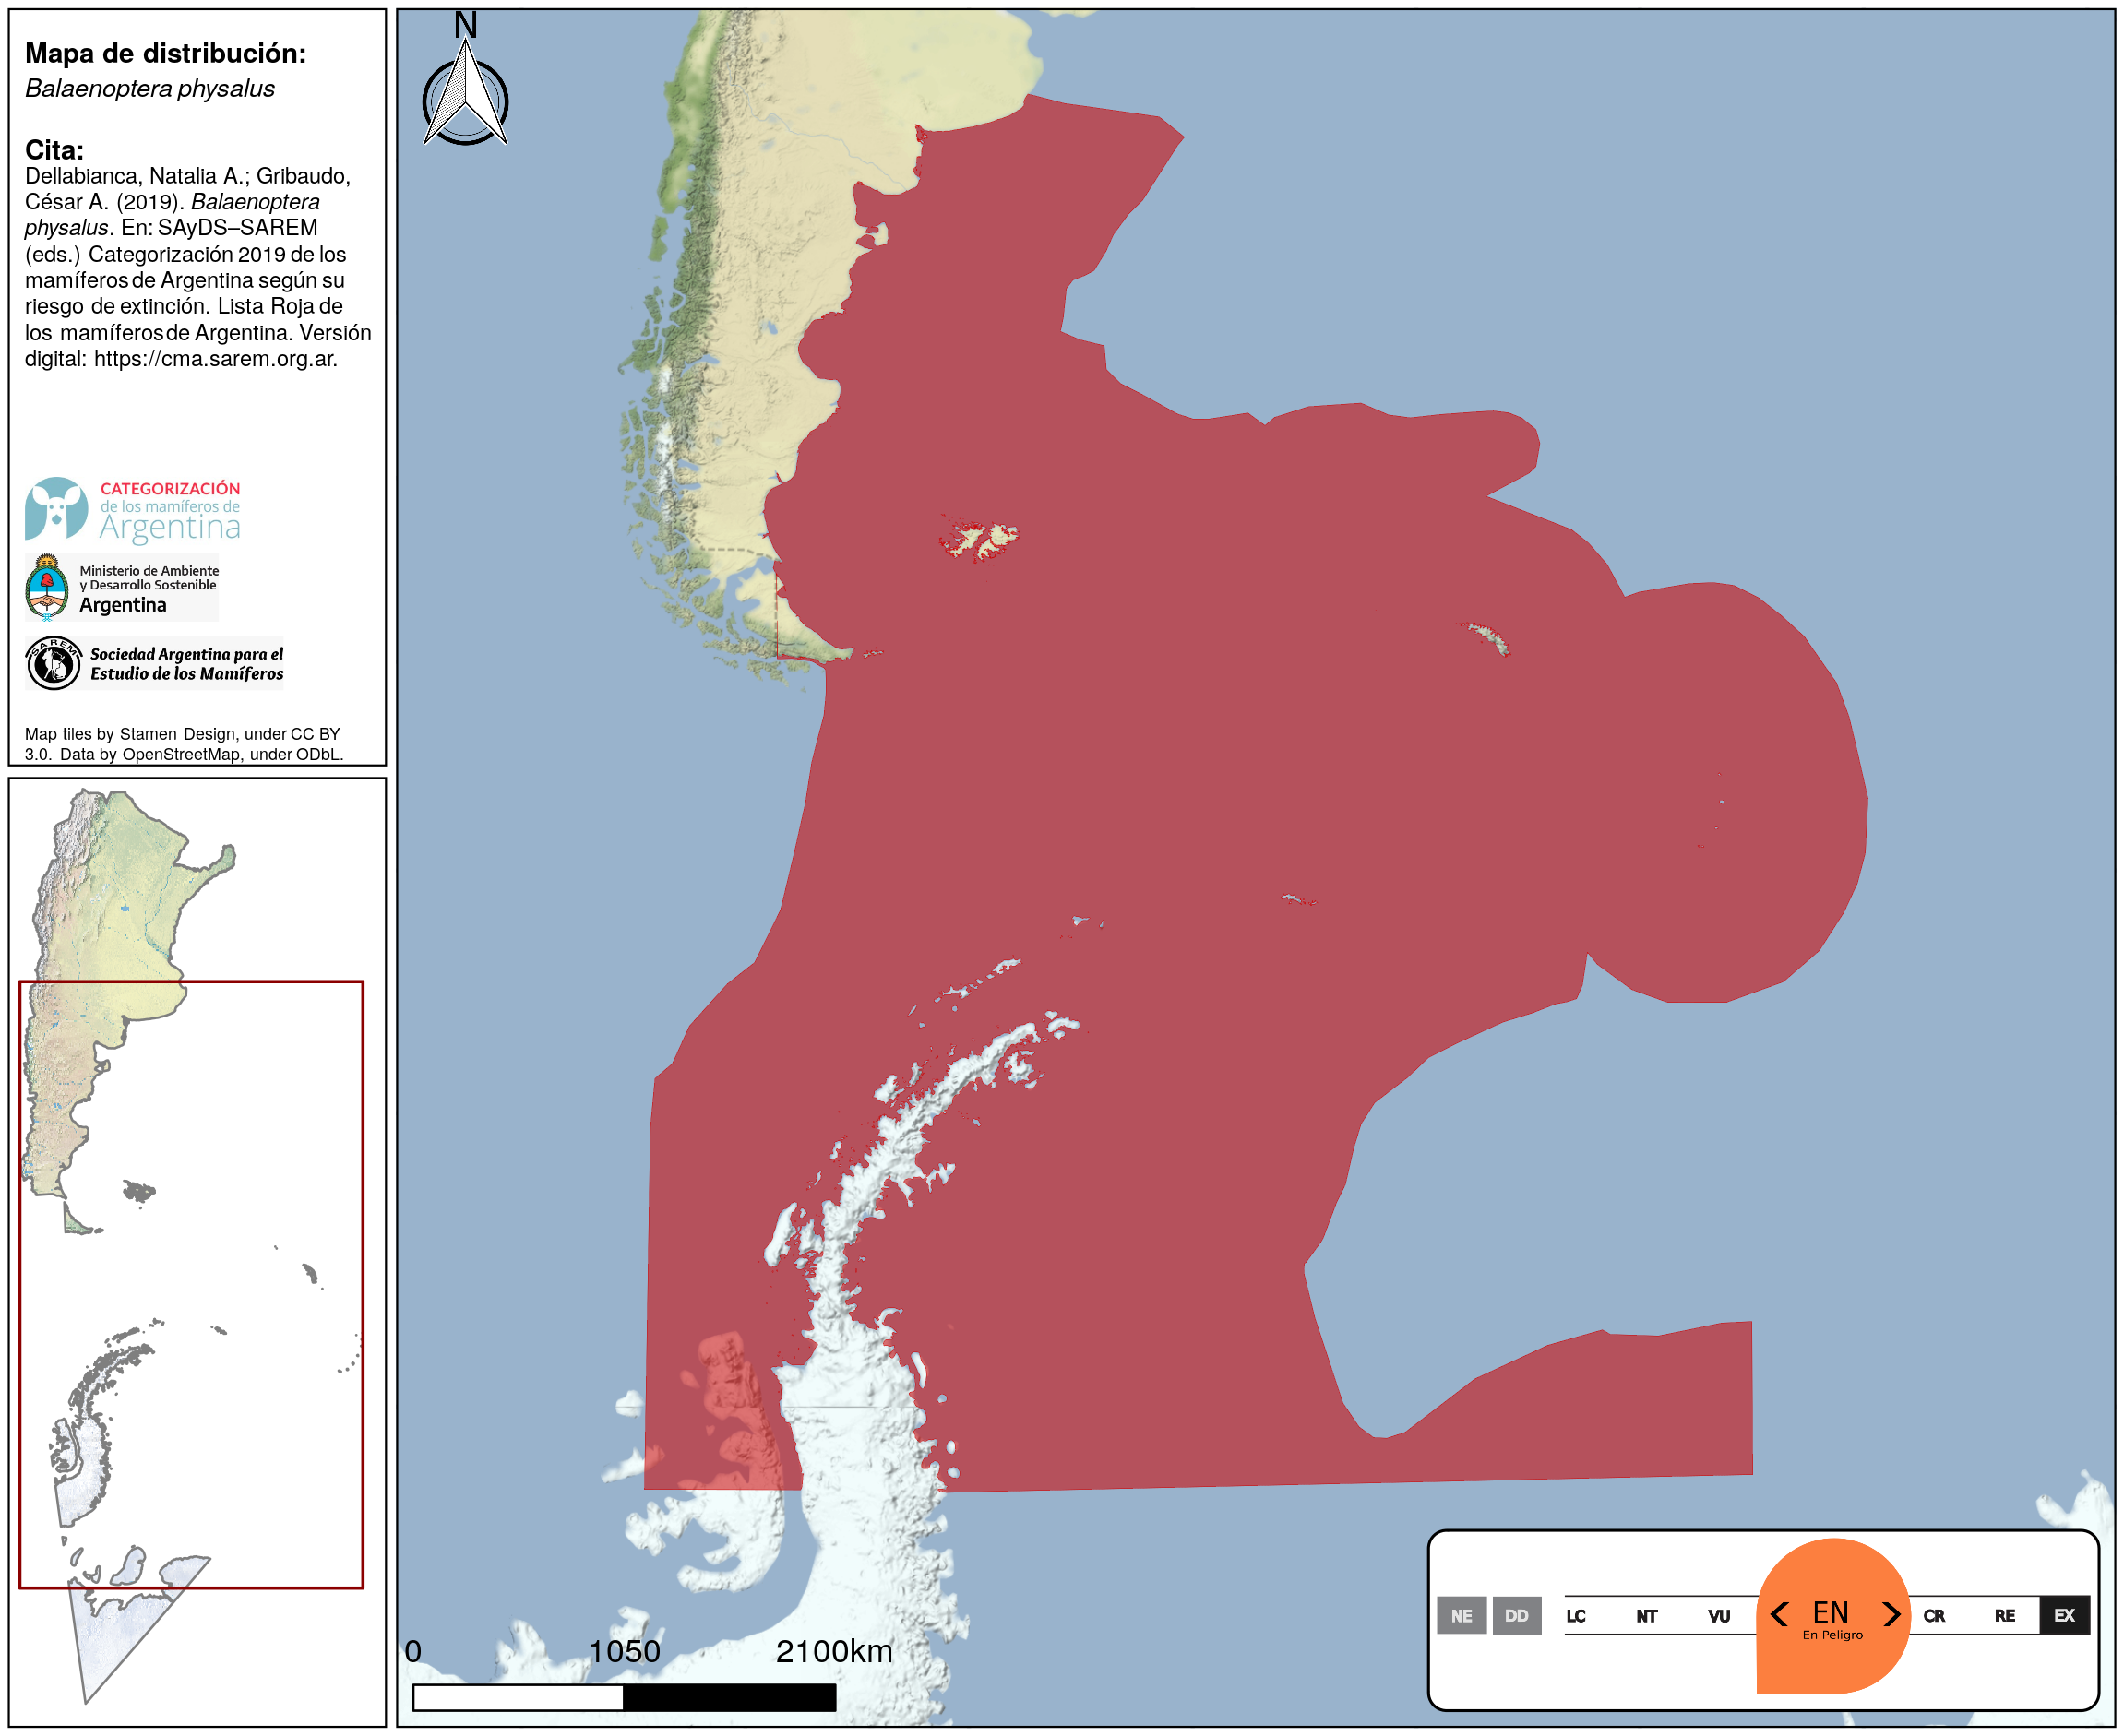 Mapa de distribución:
Balaenoptera physalus
Cita:
Dellabianca, Natalia A.; Gribaudo,
César A. (2019). Balaenoptera
physalus. En: SAyDS–SAREM
(eds.) Categorización 2019 de los
mamíferos de Argentina según su
riesgo de extinción. Lista Roja de
los mamíferos de Argentina. Versión
digital: https://cma.sarem.org.ar.
CATEGORIZACIÓN
de los mamíferos de
Argentina
Ministerio de Ambiente
y Desarrollo Sostenible
Argentina
SAREM
Sociedad Argentina para el
Estudio de los Mamíferos
Map tiles by Stamen Design, under CC BY
3.0. Data by OpenStreetMap, under ODbL.
N
0 1050 2100km
NE DD LC NT VU EN CR RE EX
En Peligro